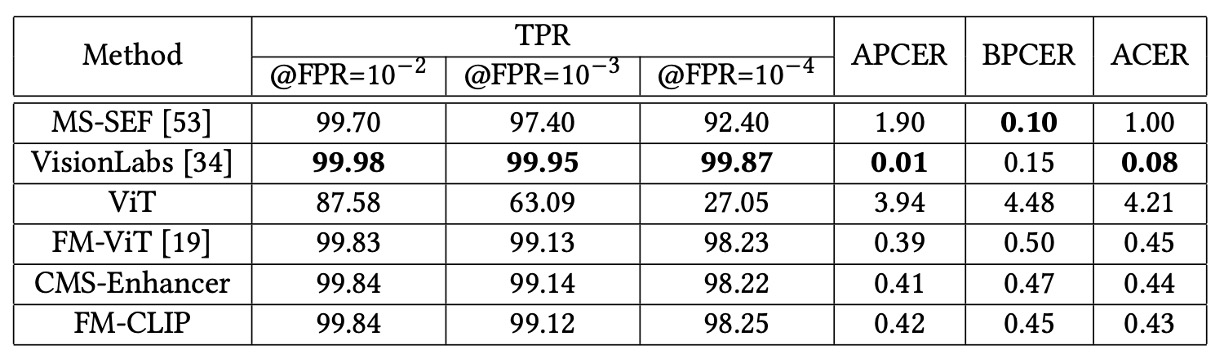 Method TPR APCER BPCER ACER
@FPR=10⁻² @FPR=10⁻³ @FPR=10⁻⁴
MS-SEF [53] 99.70 97.40 92.40 1.90 0.10 1.00
VisionLabs [34] 99.98 99.95 99.87 0.01 0.15 0.08
ViT 87.58 63.09 27.05 3.94 4.48 4.21
FM-ViT [19] 99.83 99.13 98.23 0.39 0.50 0.45
CMS-Enhancer 99.84 99.14 98.22 0.41 0.47 0.44
FM-CLIP 99.84 99.12 98.25 0.42 0.45 0.43